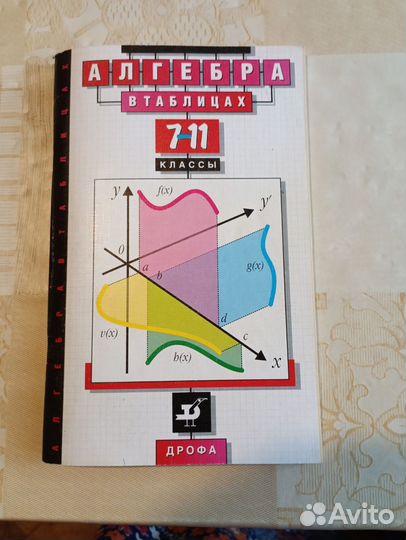 АЛГЕБРА
В ТАБЛИЦАХ
7-11
КЛАССЫ
y
f(x)
y'
0
a
b
g(x)
v(x)
d
c
h(x)
x
ДРОФА
АЛГЕБРА В ТАБЛИЦАХ
Avito